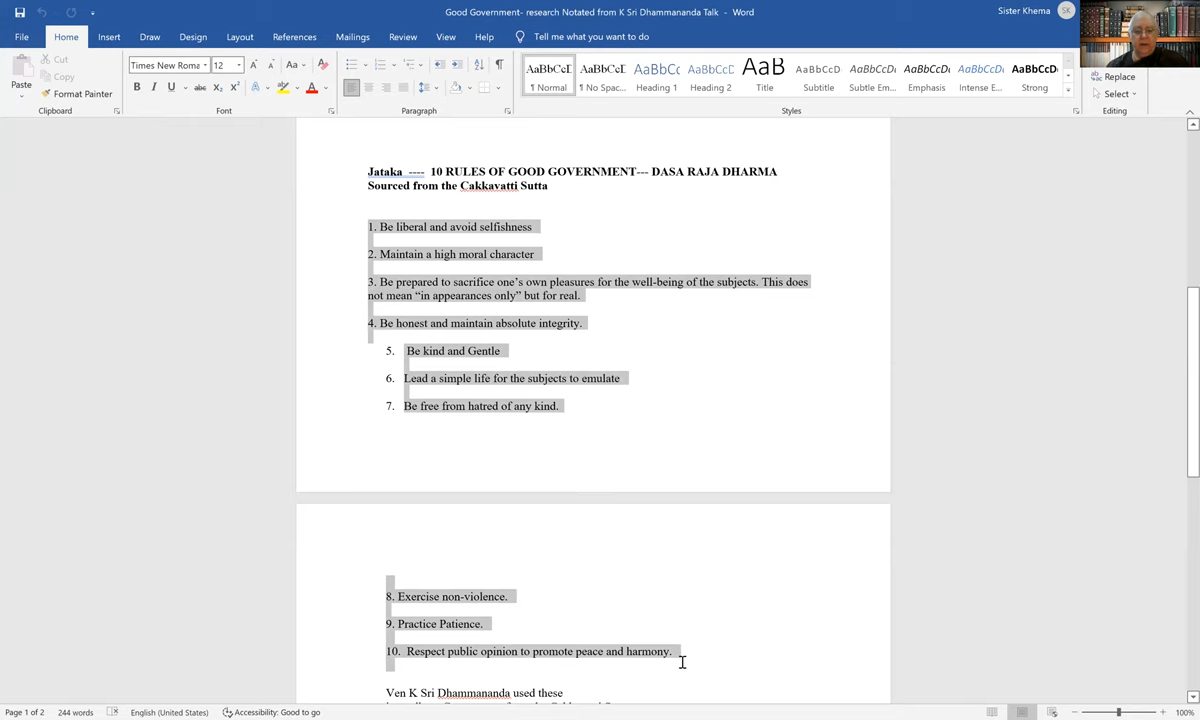 Good Government- research Notated from K Sri Dhammananda Talk - Word
Sister Khema
SK
File Home Insert Draw Design Layout References Mailings Review View Help Tell me what you want to do
Cut
Copy
Paste
Format Painter
Clipboard
Times New Roma
12
Font
Paragraph
AaBbCcI AaBbCcI AaBbCc AaBbCcD AaB AaBbCcD AaBbCcDi AaBbCcDi AaBbCcDi AaBbCcDi
¶ Normal ¶ No Spac... Heading 1 Heading 2 Title Subtitle Subtle Em... Emphasis Intense E... Strong
Styles
Replace
Select
Editing
Jataka ---- 10 RULES OF GOOD GOVERNMENT--- DASA RAJA DHARMA
Sourced from the Cakkavatti Sutta
1. Be liberal and avoid selfishness
2. Maintain a high moral character
3. Be prepared to sacrifice one’s own pleasures for the well-being of the subjects. This does
not mean “in appearances only” but for real.
4. Be honest and maintain absolute integrity.
5. Be kind and Gentle
6. Lead a simple life for the subjects to emulate
7. Be free from hatred of any kind.
8. Exercise non-violence.
9. Practice Patience.
10. Respect public opinion to promote peace and harmony.
Ven K Sri Dhammananda used these
Page 1 of 2 244 words English (United States) Accessibility: Good to go 100%